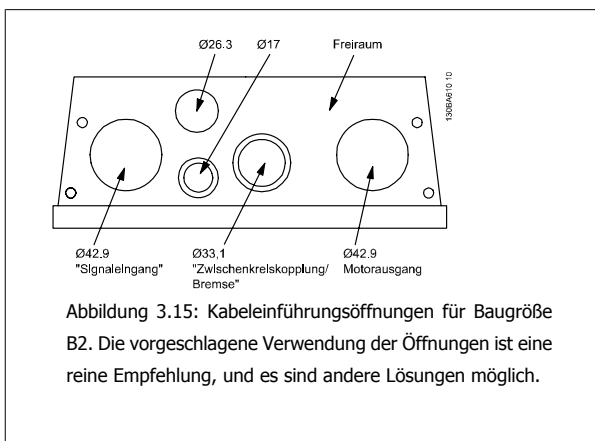 Ø26.3
Ø17
Freiraum
130BA610 10
Ø42.9
"Signaleingang"
Ø33,1
"Zwischenkreiskopplung/
Bremse"
Ø42.9
Motorausgang
Abbildung 3.15: Kabeleinführungsöffnungen für Baugröße
B2. Die vorgeschlagene Verwendung der Öffnungen ist eine
reine Empfehlung, und es sind andere Lösungen möglich.